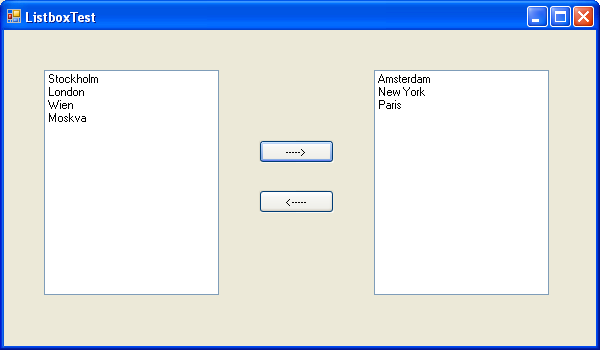 ListboxTest
Stockholm
London
Wien
Moskva
----->
<-----
Amsterdam
New York
Paris